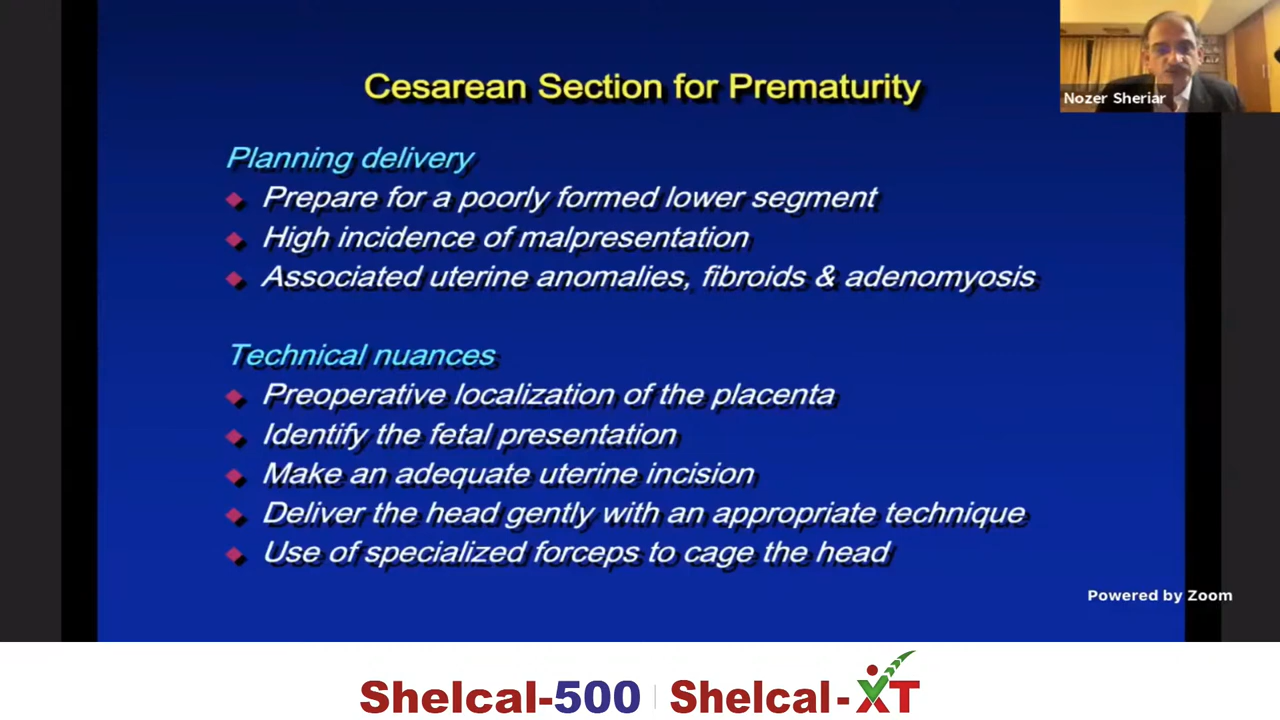 Cesarean Section for Prematurity
Nozer Sheriar
Planning delivery
Prepare for a poorly formed lower segment
High incidence of malpresentation
Associated uterine anomalies, fibroids & adenomyosis
Technical nuances
Preoperative localization of the placenta
Identify the fetal presentation
Make an adequate uterine incision
Deliver the head gently with an appropriate technique
Use of specialized forceps to cage the head
Powered by Zoom
Shelcal-500 Shelcal-XT